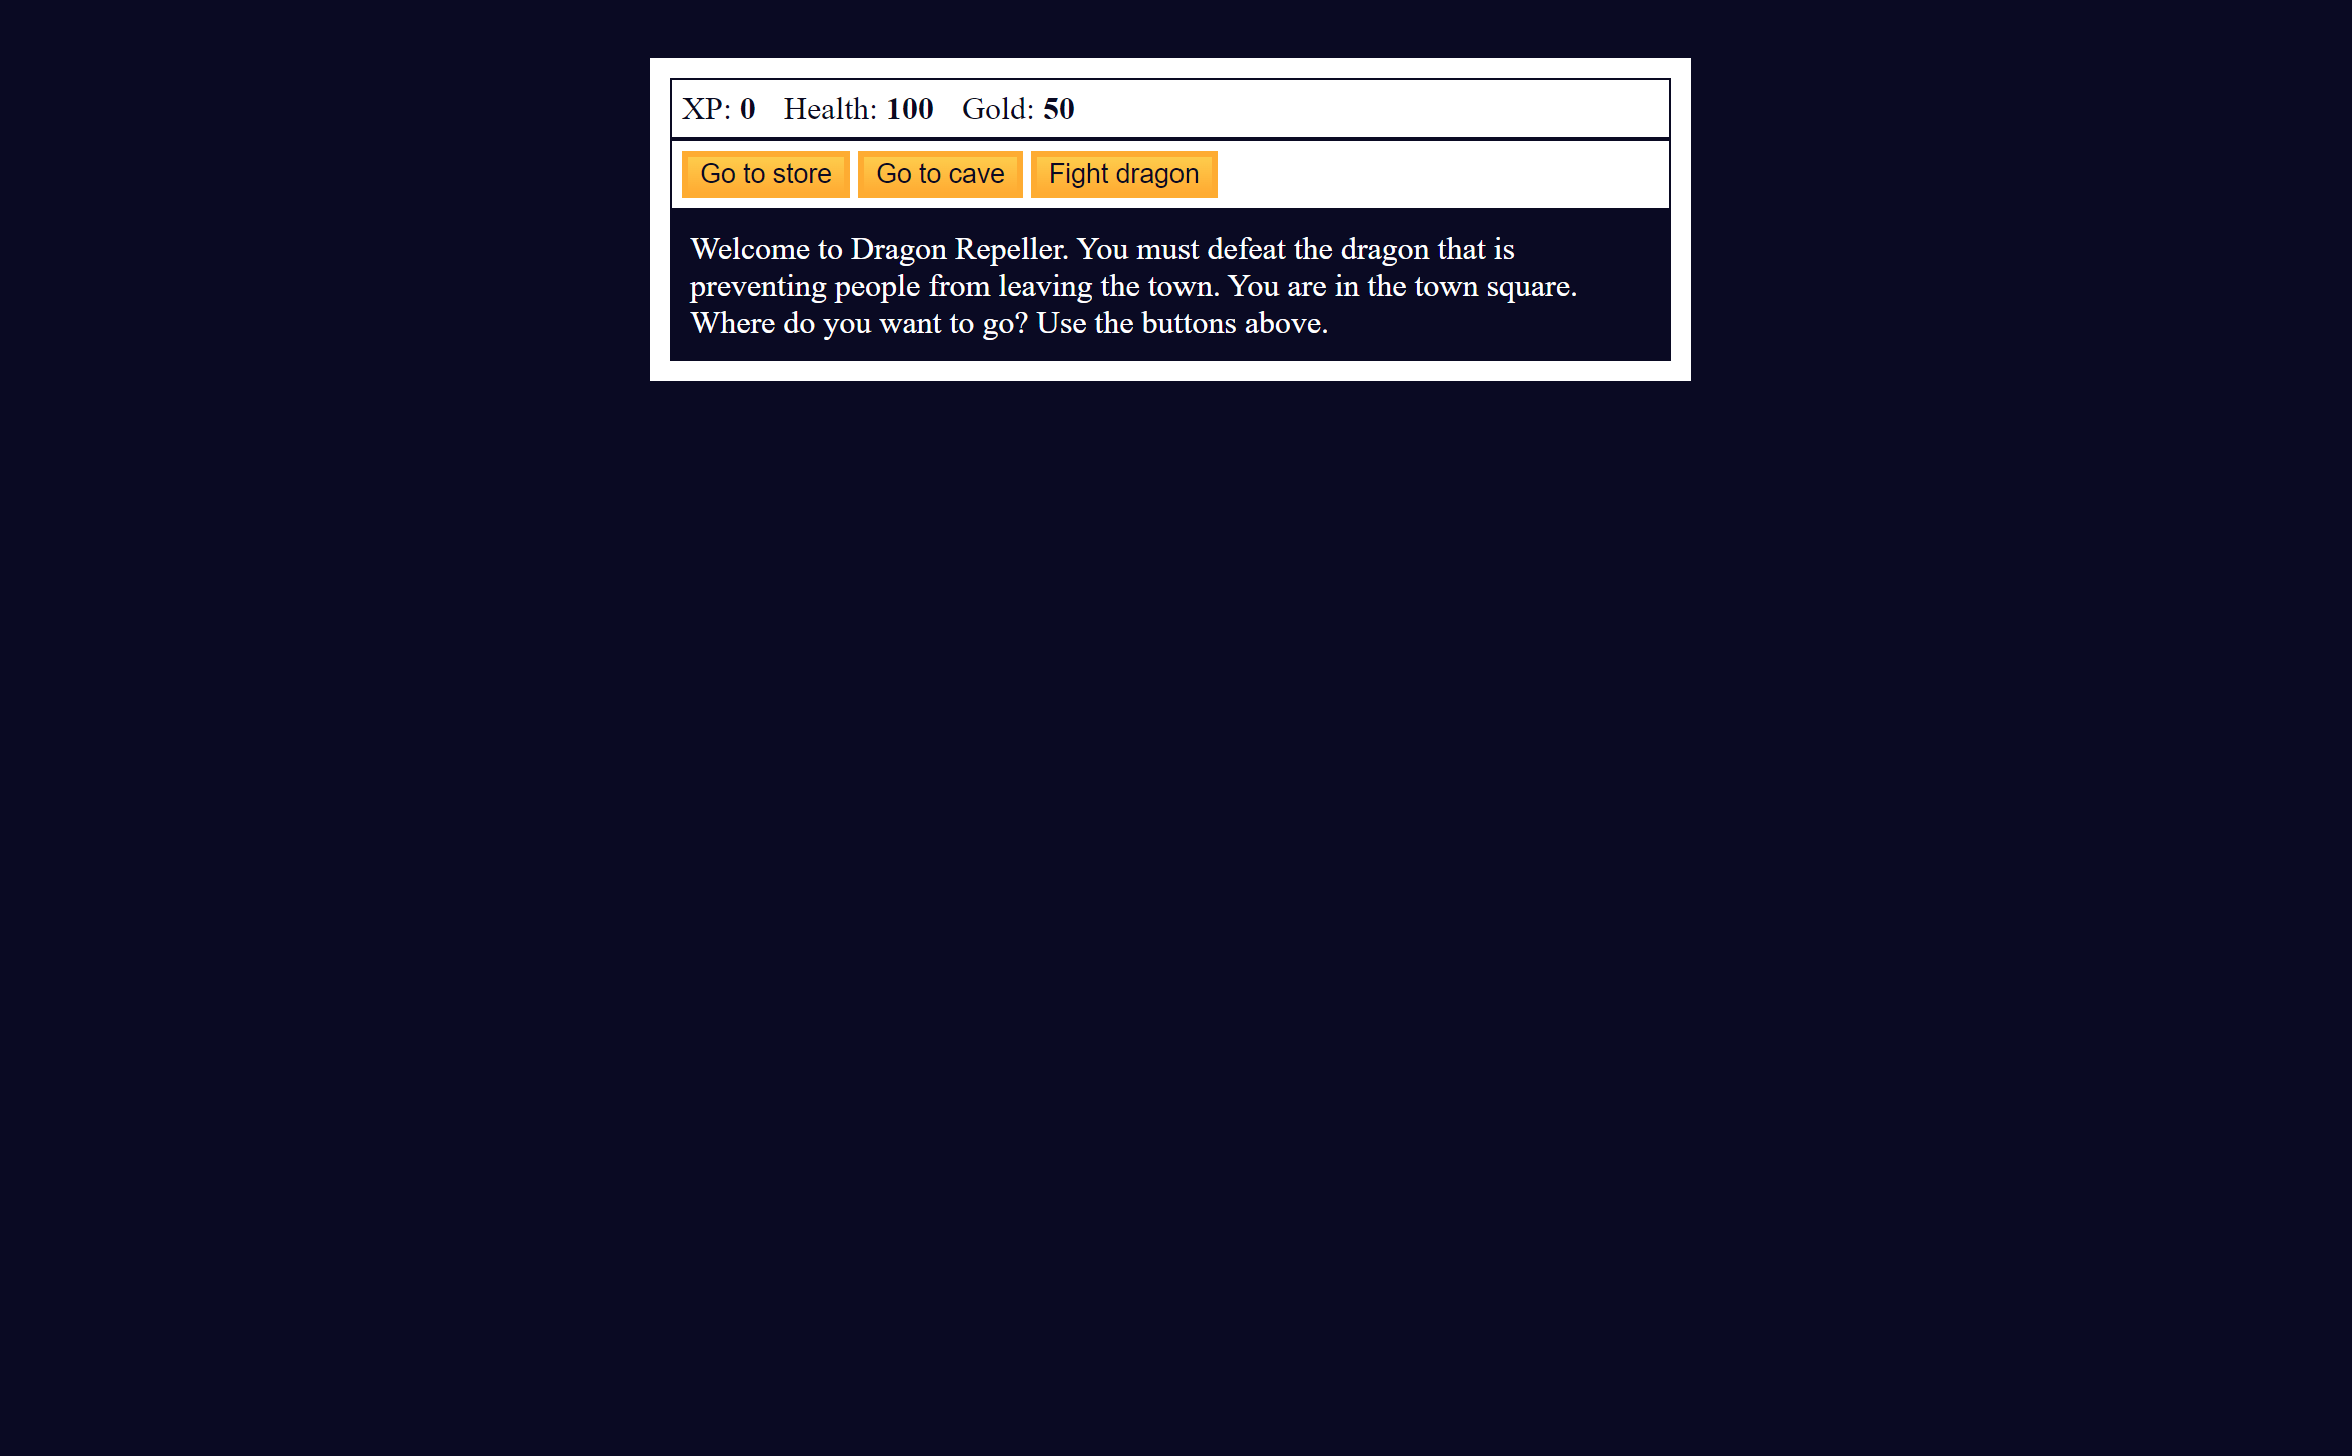 XP: 0 Health: 100 Gold: 50
Go to store Go to cave Fight dragon
Welcome to Dragon Repeller. You must defeat the dragon that is
preventing people from leaving the town. You are in the town square.
Where do you want to go? Use the buttons above.